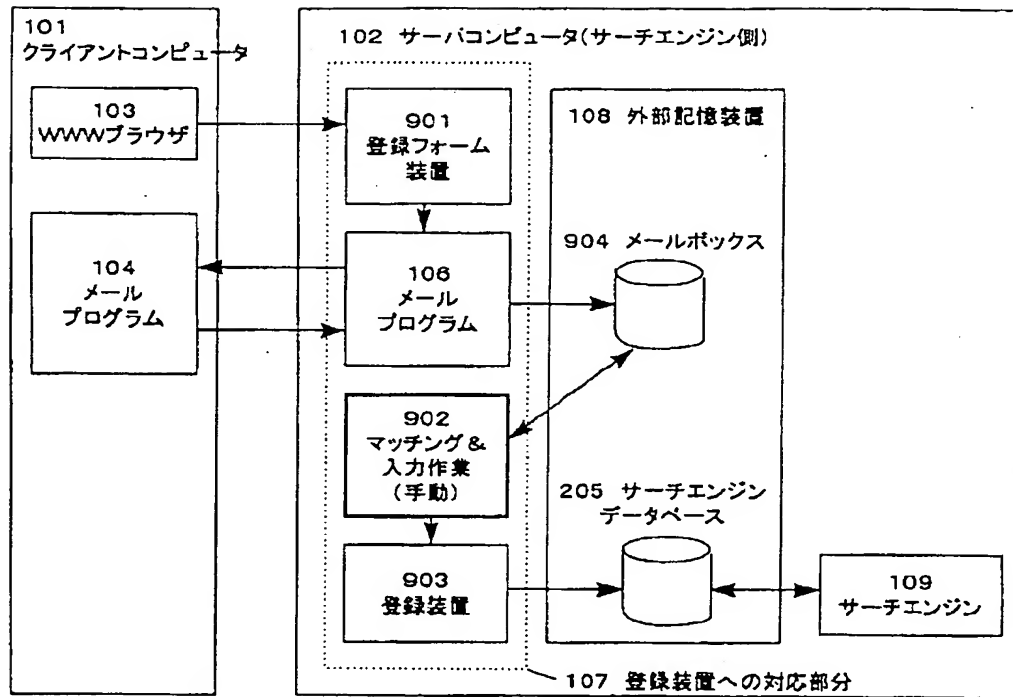 101
クライアントコンピュータ
103
WWWブラウザ
104
メール
プログラム
102 サーバコンピュータ(サーチエンジン側)
901
登録フォーム
装置
106
メール
プログラム
902
マッチング&
入力作業
(手動)
903
登録装置
107 登録装置への対応部分
108 外部記憶装置
904 メールボックス
205 サーチエンジン
データベース
109
サーチエンジン